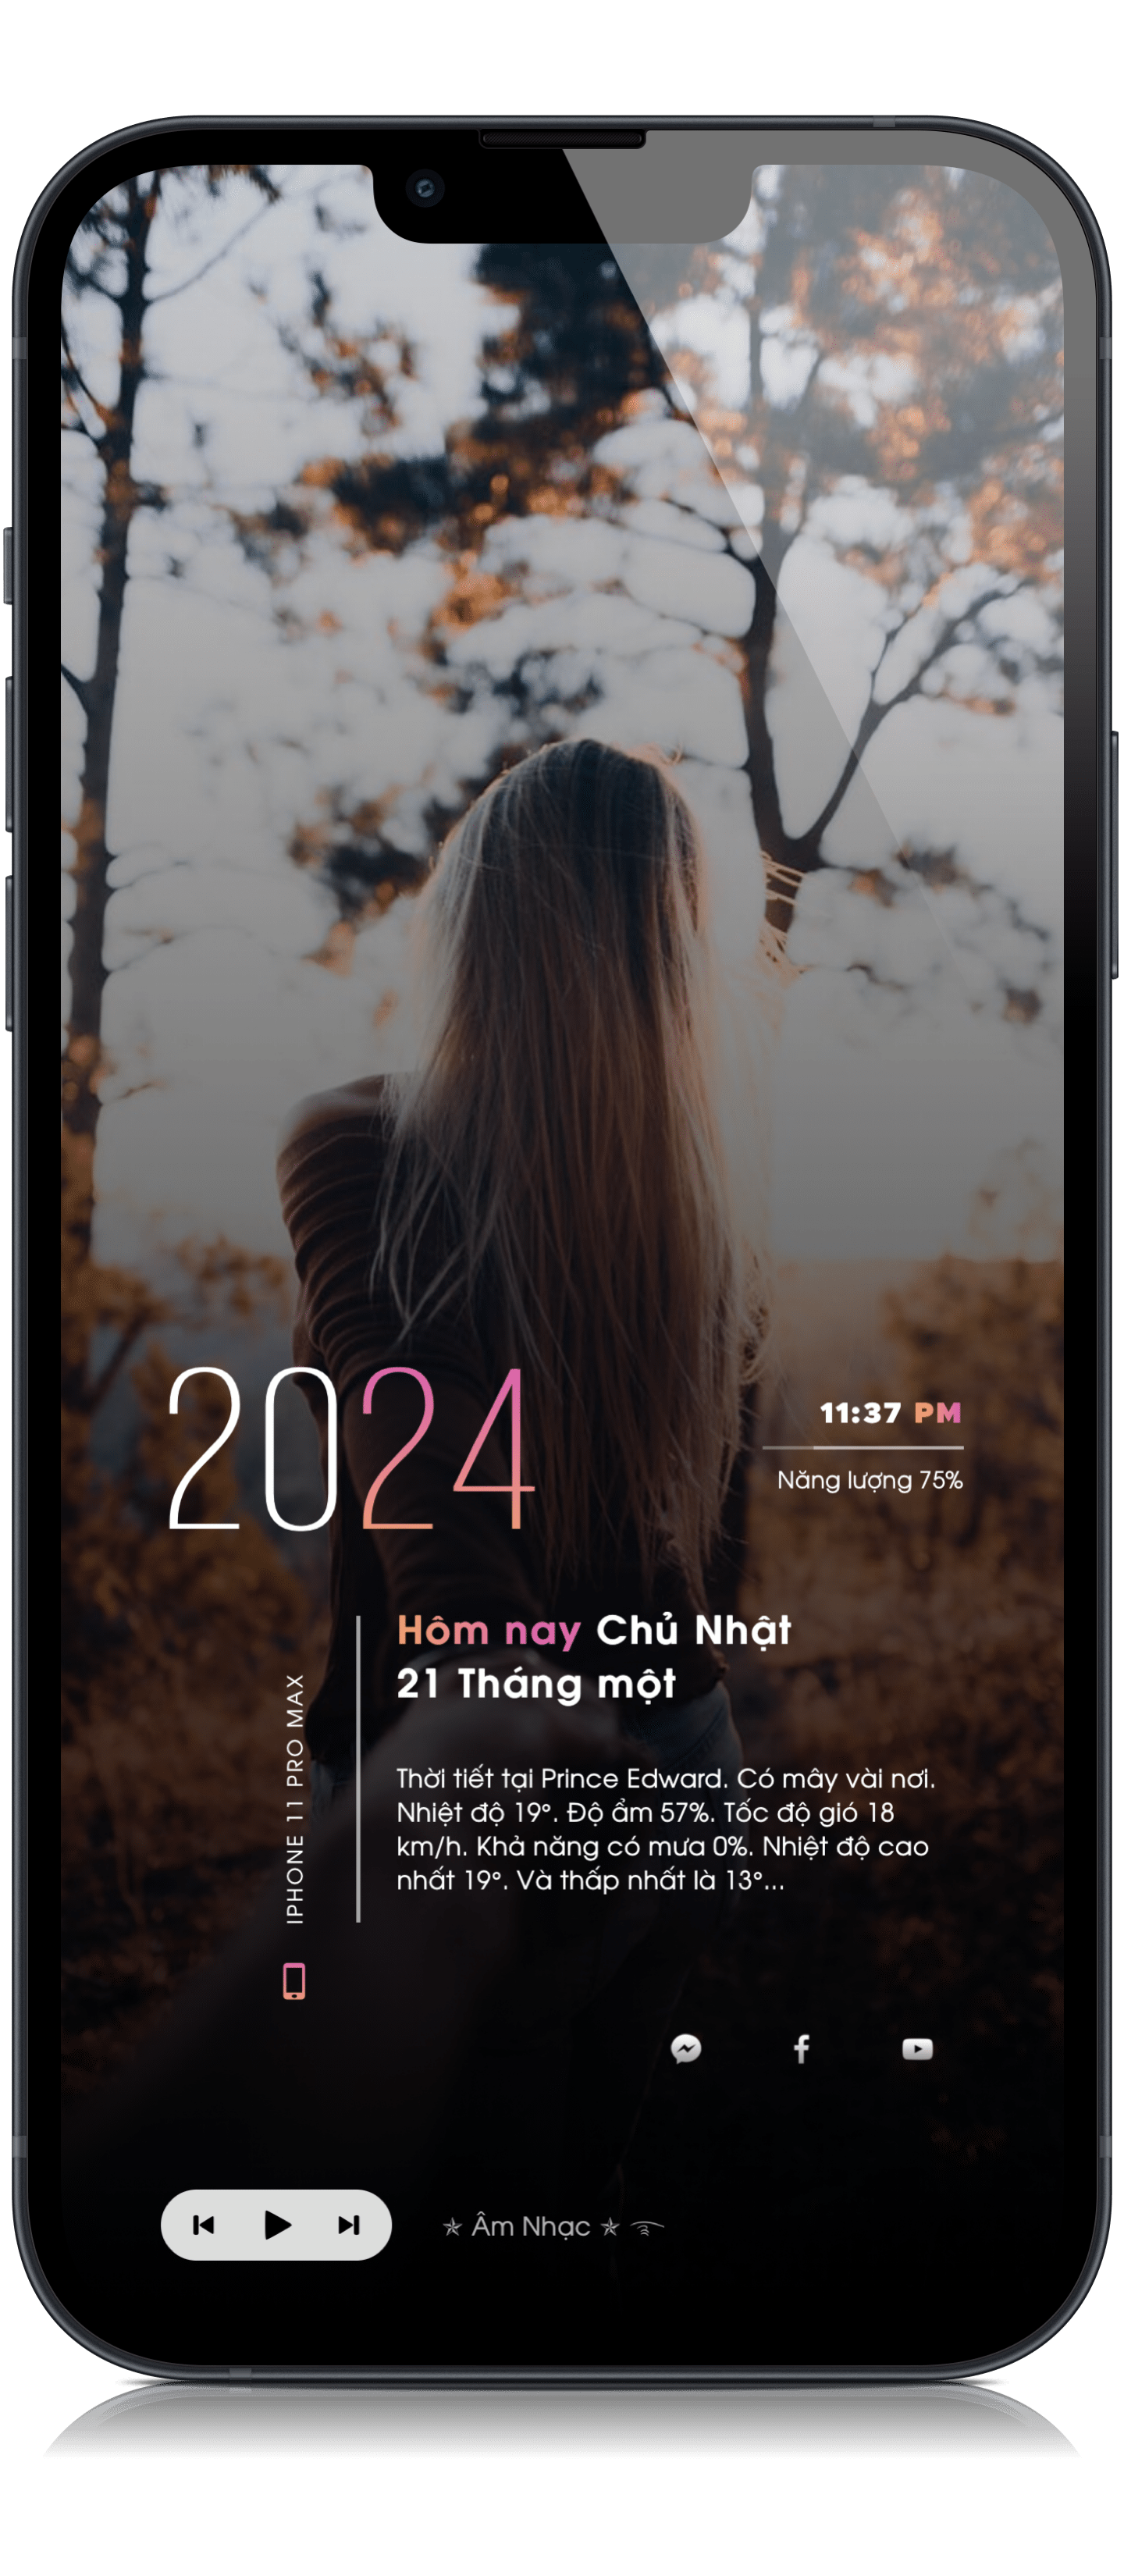 2024
11:37 PM
Năng lượng 75%
Hôm nay Chủ Nhật
21 Tháng một
IPHONE 11 PRO MAX
Thời tiết tại Prince Edward. Có mây vài nơi.
Nhiệt độ 19°. Độ ẩm 57%. Tốc độ gió 18
km/h. Khả năng có mưa 0%. Nhiệt độ cao
nhất 19°. Và thấp nhất là 13°...
Âm Nhạc